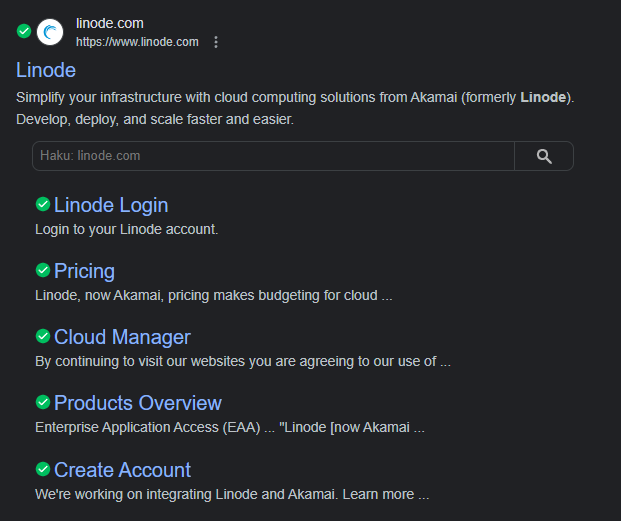 linode.com
https://www.linode.com
Linode
Simplify your infrastructure with cloud computing solutions from Akamai (formerly Linode).
Develop, deploy, and scale faster and easier.
Haku: linode.com
Linode Login
Login to your Linode account.
Pricing
Linode, now Akamai, pricing makes budgeting for cloud ...
Cloud Manager
By continuing to visit our websites you are agreeing to our use of ...
Products Overview
Enterprise Application Access (EAA) ... "Linode [now Akamai ...
Create Account
We're working on integrating Linode and Akamai. Learn more ...